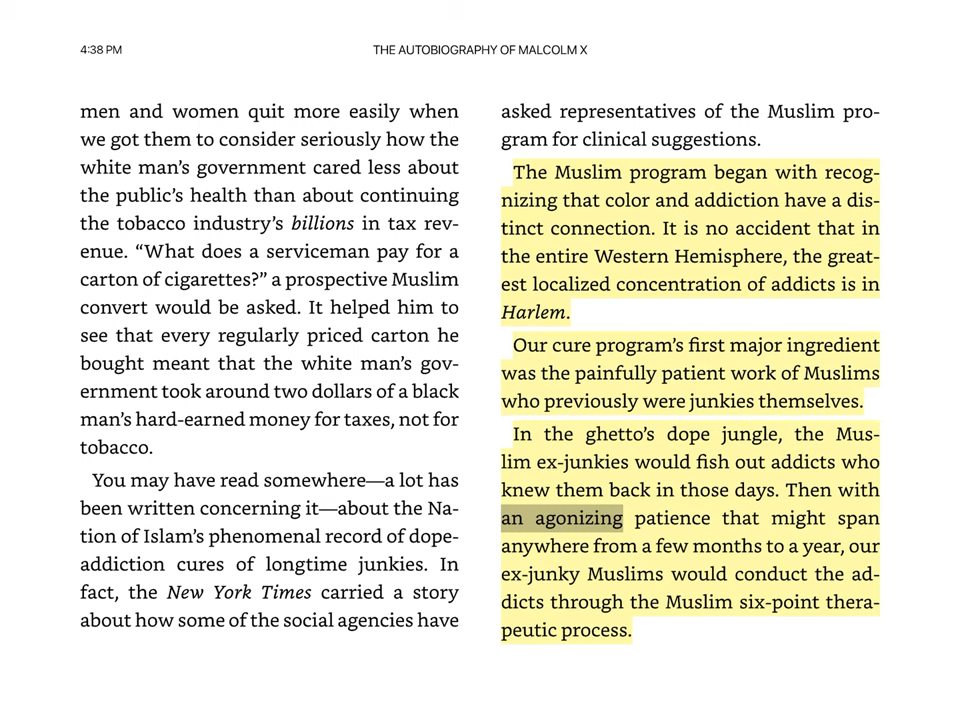 4:38 PM
THE AUTOBIOGRAPHY OF MALCOLM X
men and women quit more easily when
we got them to consider seriously how the
white man’s government cared less about
the public’s health than about continuing
the tobacco industry’s billions in tax rev-
enue. “What does a serviceman pay for a
carton of cigarettes?” a prospective Muslim
convert would be asked. It helped him to
see that every regularly priced carton he
bought meant that the white man’s gov-
ernment took around two dollars of a black
man’s hard-earned money for taxes, not for
tobacco.
You may have read somewhere—a lot has
been written concerning it—about the Na-
tion of Islam’s phenomenal record of dope-
addiction cures of longtime junkies. In
fact, the New York Times carried a story
about how some of the social agencies have
asked representatives of the Muslim pro-
gram for clinical suggestions.
The Muslim program began with recog-
nizing that color and addiction have a dis-
tinct connection. It is no accident that in
the entire Western Hemisphere, the great-
est localized concentration of addicts is in
Harlem.
Our cure program’s first major ingredient
was the painfully patient work of Muslims
who previously were junkies themselves.
In the ghetto’s dope jungle, the Mus-
lim ex-junkies would fish out addicts who
knew them back in those days. Then with
an agonizing patience that might span
anywhere from a few months to a year, our
ex-junky Muslims would conduct the ad-
dicts through the Muslim six-point thera-
peutic process.